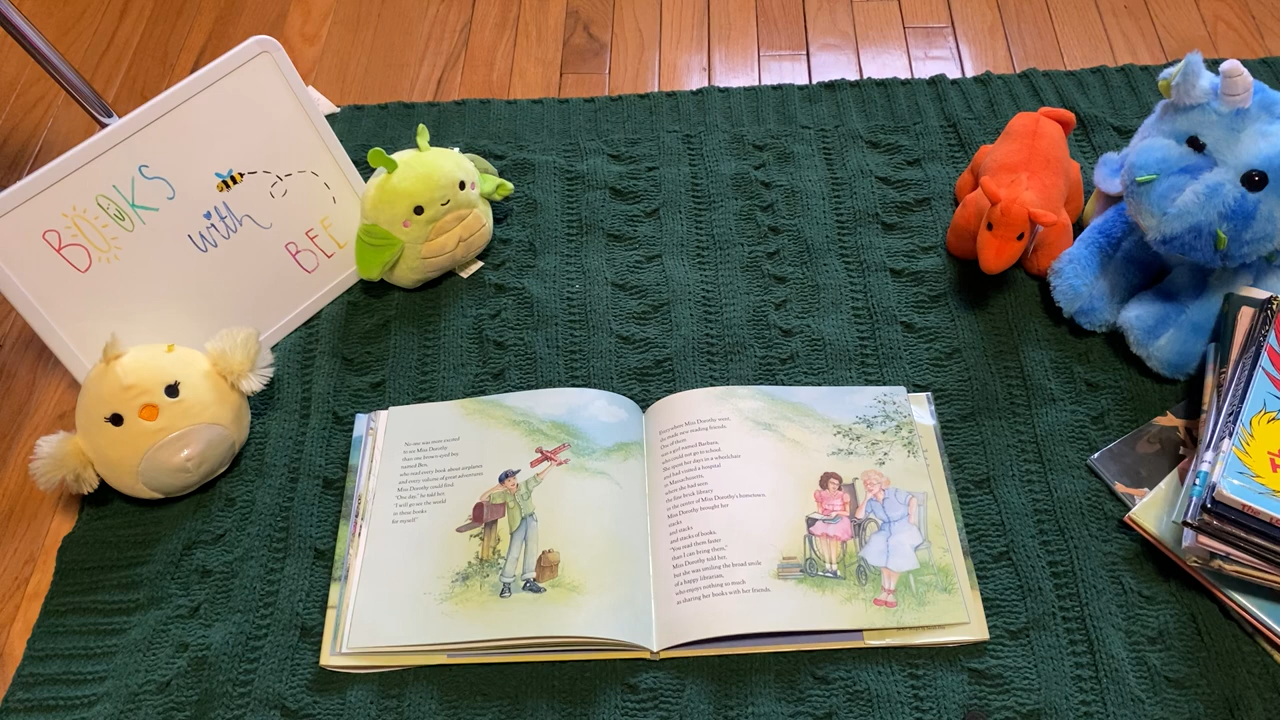 BOOKS
with
BEE
No one was more excited
to see Miss Dorothy
than one brown-eyed boy
named Ben,
who read every book about airplanes
and every volume of great adventures
Miss Dorothy could find.
"One day," he told her,
"I will go see the world
in those books
for myself."
Everywhere Miss Dorothy went,
she made new reading friends.
One of them
was a girl named Barbara,
who could not go to school.
She spent her days in a wheelchair
and had visited a hospital
in Massachusetts,
where she had seen
the fine brick library
in the center of Miss Dorothy's hometown.
Miss Dorothy brought her
stacks
and stacks
and stacks of books.
"You read them faster
than I can bring them,"
Miss Dorothy told her,
but she was smiling the broad smile
of a happy librarian,
who enjoys nothing so much
as sharing her books with her friends.